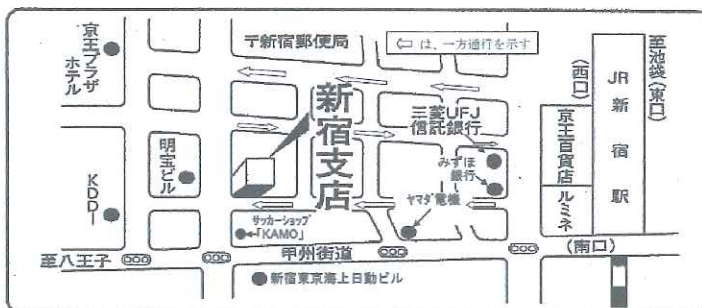 京王プラザ
ホテル
〒新宿郵便局
⇦は、一方通行を示す
至池袋(東口)
JR新宿駅
(西口)
京王百貨店
ルミネ
三菱UFJ
信託銀行
みずほ
銀行
新宿支店
明宝ビル
KDDI
ヤマダ電機
サッカーショップ
「KAMO」
甲州街道
(南口)
至八王子
新宿東京海上日動ビル